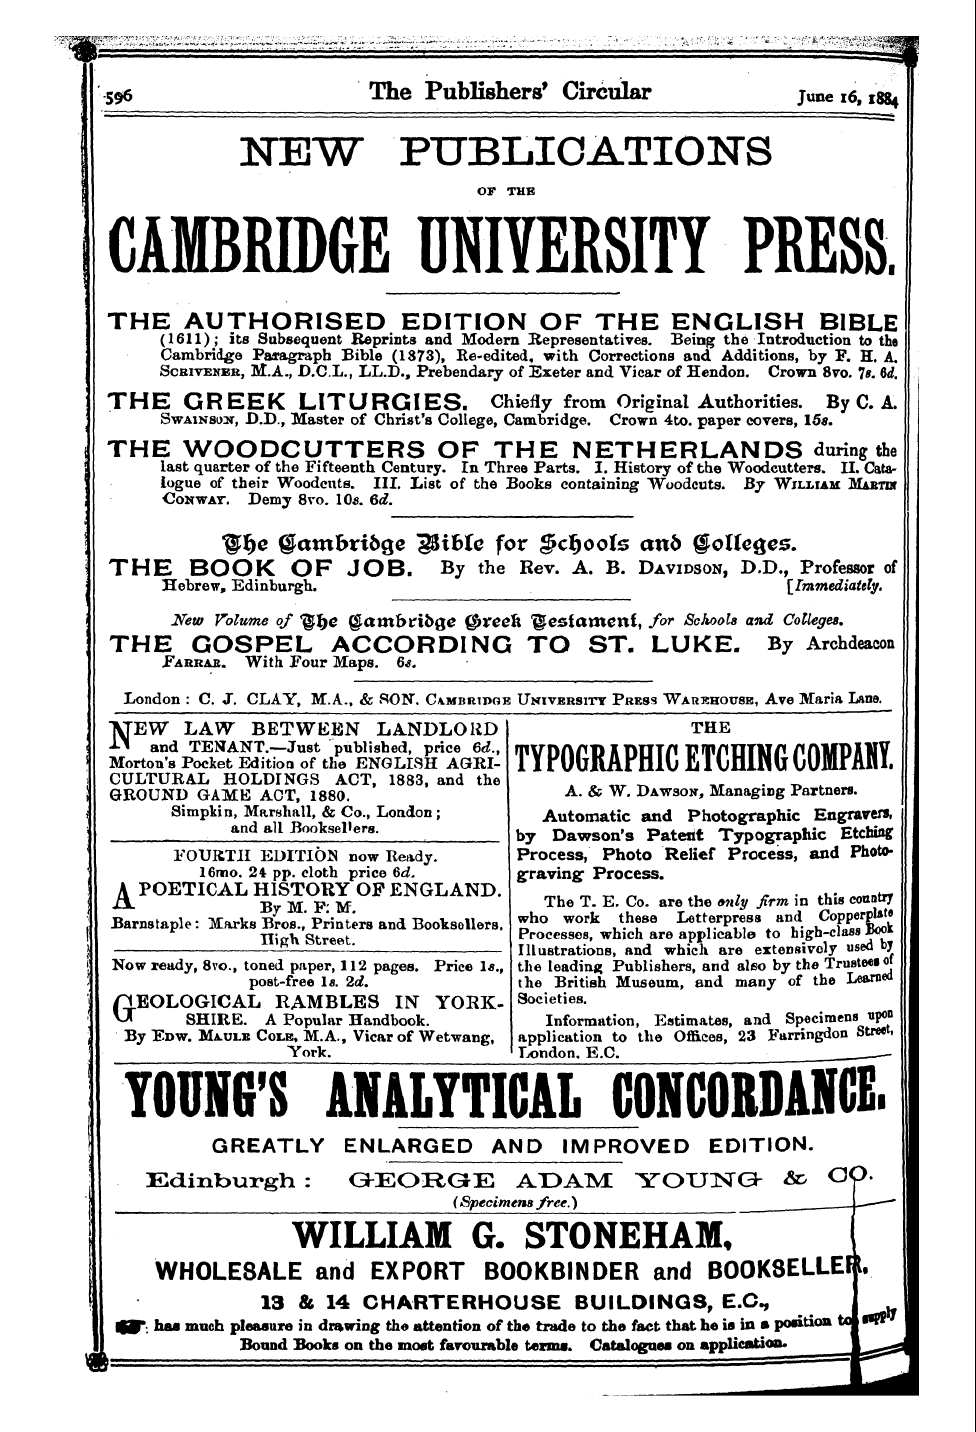 596 The Publishers' Circular June 16, 1884
NEW PUBLICATIONS
OF THE
CAMBRIDGE UNIVERSITY PRESS.
THE AUTHORISED EDITION OF THE ENGLISH BIBLE
(1611); its Subsequent Reprints and Modern Representatives. Being the Introduction to the
Cambridge Paragraph Bible (1873), Re-edited, with Corrections and Additions, by F. H. A.
SCRIVENER, M.A., D.C.L., LL.D., Prebendary of Exeter and Vicar of Hendon. Crown 8vo. 7s. 6d.
THE GREEK LITURGIES. Chiefly from Original Authorities. By C. A.
SWAINSON, D.D., Master of Christ's College, Cambridge. Crown 4to. paper covers, 15s.
THE WOODCUTTERS OF THE NETHERLANDS during the
last quarter of the Fifteenth Century. In Three Parts. I. History of the Woodcutters. II. Cata-
logue of their Woodcuts. III. List of the Books containing Woodcuts. By WILLIAM MARTIN
CONWAY. Demy 8vo. 10s. 6d.
The Cambridge Bible for Schools and Colleges.
THE BOOK OF JOB. By the Rev. A. B. DAVIDSON, D.D., Professor of
Hebrew, Edinburgh. [Immediately.
New Volume of The Cambridge Greek Testament, for Schools and Colleges.
THE GOSPEL ACCORDING TO ST. LUKE. By Archdeacon
FARRAR. With Four Maps. 6s.
London: C. J. CLAY, M.A., & SON, CAMBRIDGE UNIVERSITY PRESS WAREHOUSE, Ave Maria Lane.
NEW LAW BETWEEN LANDLORD
and TENANT.—Just published, price 6d.,
Morton's Pocket Edition of the ENGLISH AGRI-
CULTURAL HOLDINGS ACT, 1883, and the
GROUND GAME ACT, 1880.
Simpkin, Marshall, & Co., London;
and all Booksellers.
FOURTH EDITION now Ready.
16mo. 24 pp. cloth price 6d.
A POETICAL HISTORY OF ENGLAND.
By M. F. M.
Barnstaple: Marks Bros., Printers and Booksellers,
High Street.
Now ready, 8vo., toned paper, 112 pages. Price 1s.,
post-free 1s. 2d.
GEOLOGICAL RAMBLES IN YORK-
SHIRE. A Popular Handbook.
By EDW. MAULE COLE, M.A., Vicar of Wetwang,
York.
THE
TYPOGRAPHIC ETCHING COMPANY.
A. & W. DAWSON, Managing Partners.
Automatic and Photographic Engravers,
by Dawson's Patent Typographic Etching
Process, Photo Relief Process, and Photo-
graving Process.
The T. E. Co. are the only firm in this country
who work these Letterpress and Copperplate
Processes, which are applicable to high-class Book
Illustrations, and which are extensively used by
the leading Publishers, and also by the Trustees of
the British Museum, and many of the Learned
Societies.
Information, Estimates, and Specimens upon
application to the Offices, 23 Farringdon Street,
London, E.C.
YOUNG'S ANALYTICAL CONCORDANCE.
GREATLY ENLARGED AND IMPROVED EDITION.
Edinburgh: GEORGE ADAM YOUNG & CO.
(Specimens free.)
WILLIAM G. STONEHAM,
WHOLESALE and EXPORT BOOKBINDER and BOOKSELLER,
13 & 14 CHARTERHOUSE BUILDINGS, E.C.,
☛ has much pleasure in drawing the attention of the trade to the fact that he is in a position to supply
Bound Books on the most favourable terms. Catalogues on application.